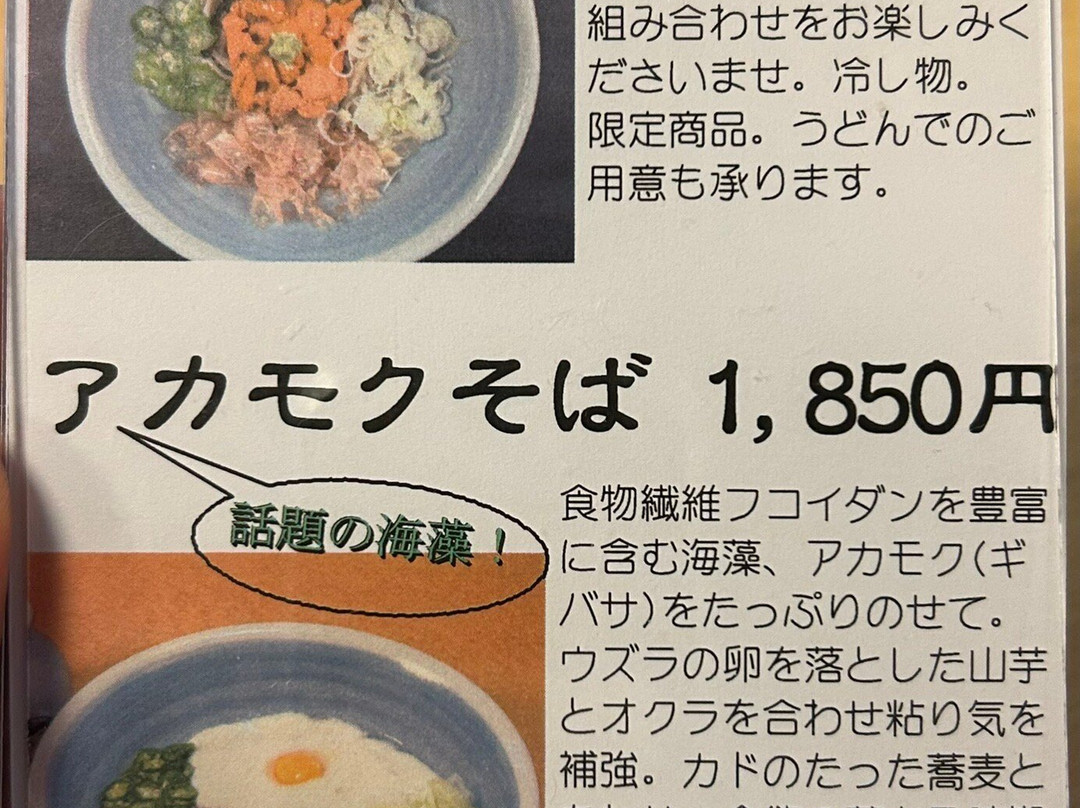 組み合わせをお楽しみく
ださいませ。冷し物。
限定商品。うどんでのご
用意も承ります。
アカモクそば 1,850円
話題の海藻！
食物繊維フコイダンを豊富
に含む海藻、アカモク(ギ
バサ)をたっぷりのせて。
ウズラの卵を落とした山芋
とオクラを合わせ粘り気を
補強。カドのたった蕎麦と